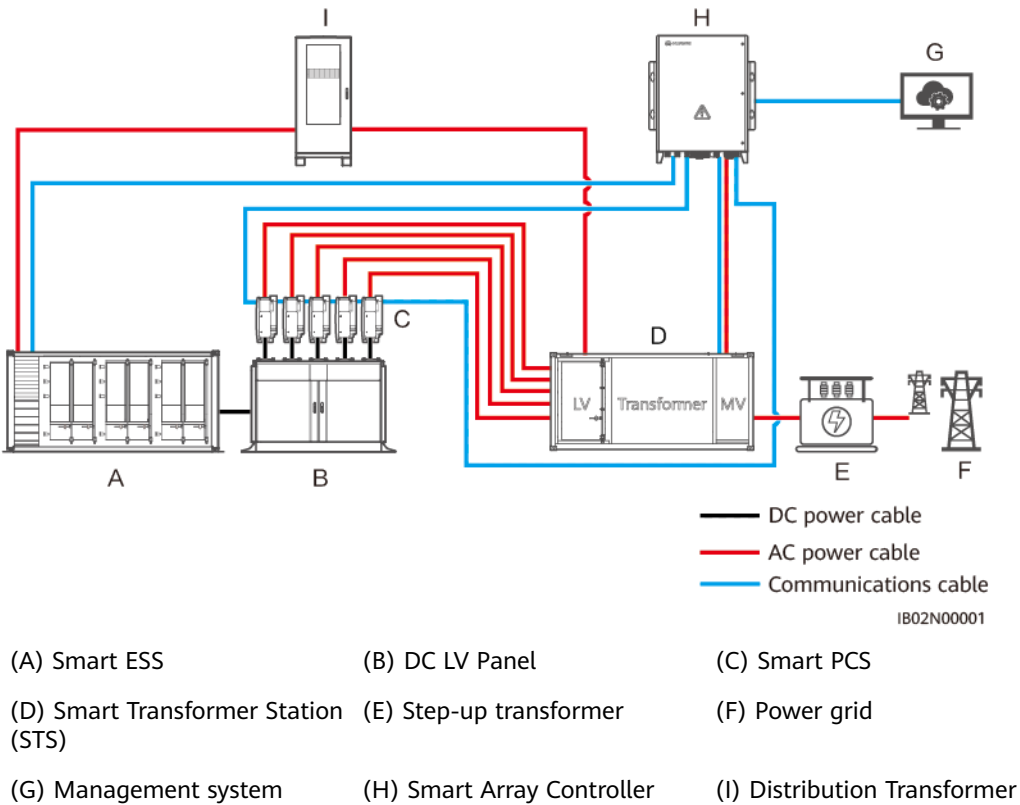 I
H
G
C
D
LV
Transformer
MV
A
B
E
F
DC power cable
AC power cable
Communications cable
IB02N00001
(A) Smart ESS
(B) DC LV Panel
(C) Smart PCS
(D) Smart Transformer Station
(STS)
(E) Step-up transformer
(F) Power grid
(G) Management system
(H) Smart Array Controller
(I) Distribution Transformer